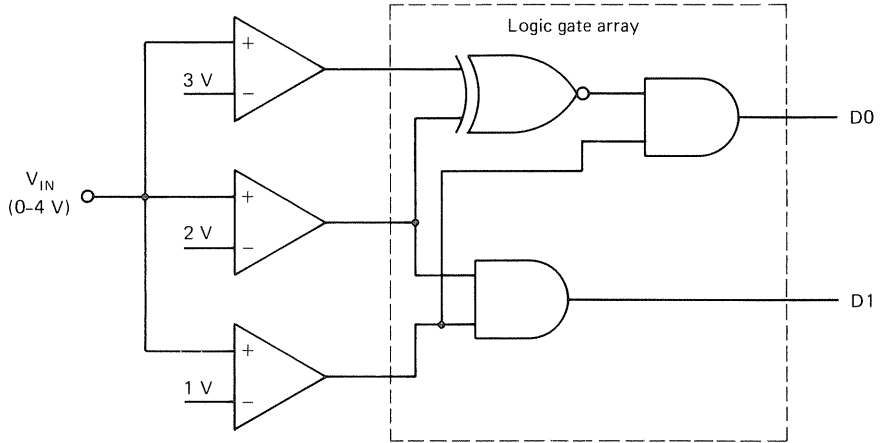 Logic gate array
+
3 V
−
D0
V_IN
(0–4 V)
+
2 V
−
D1
+
1 V
−